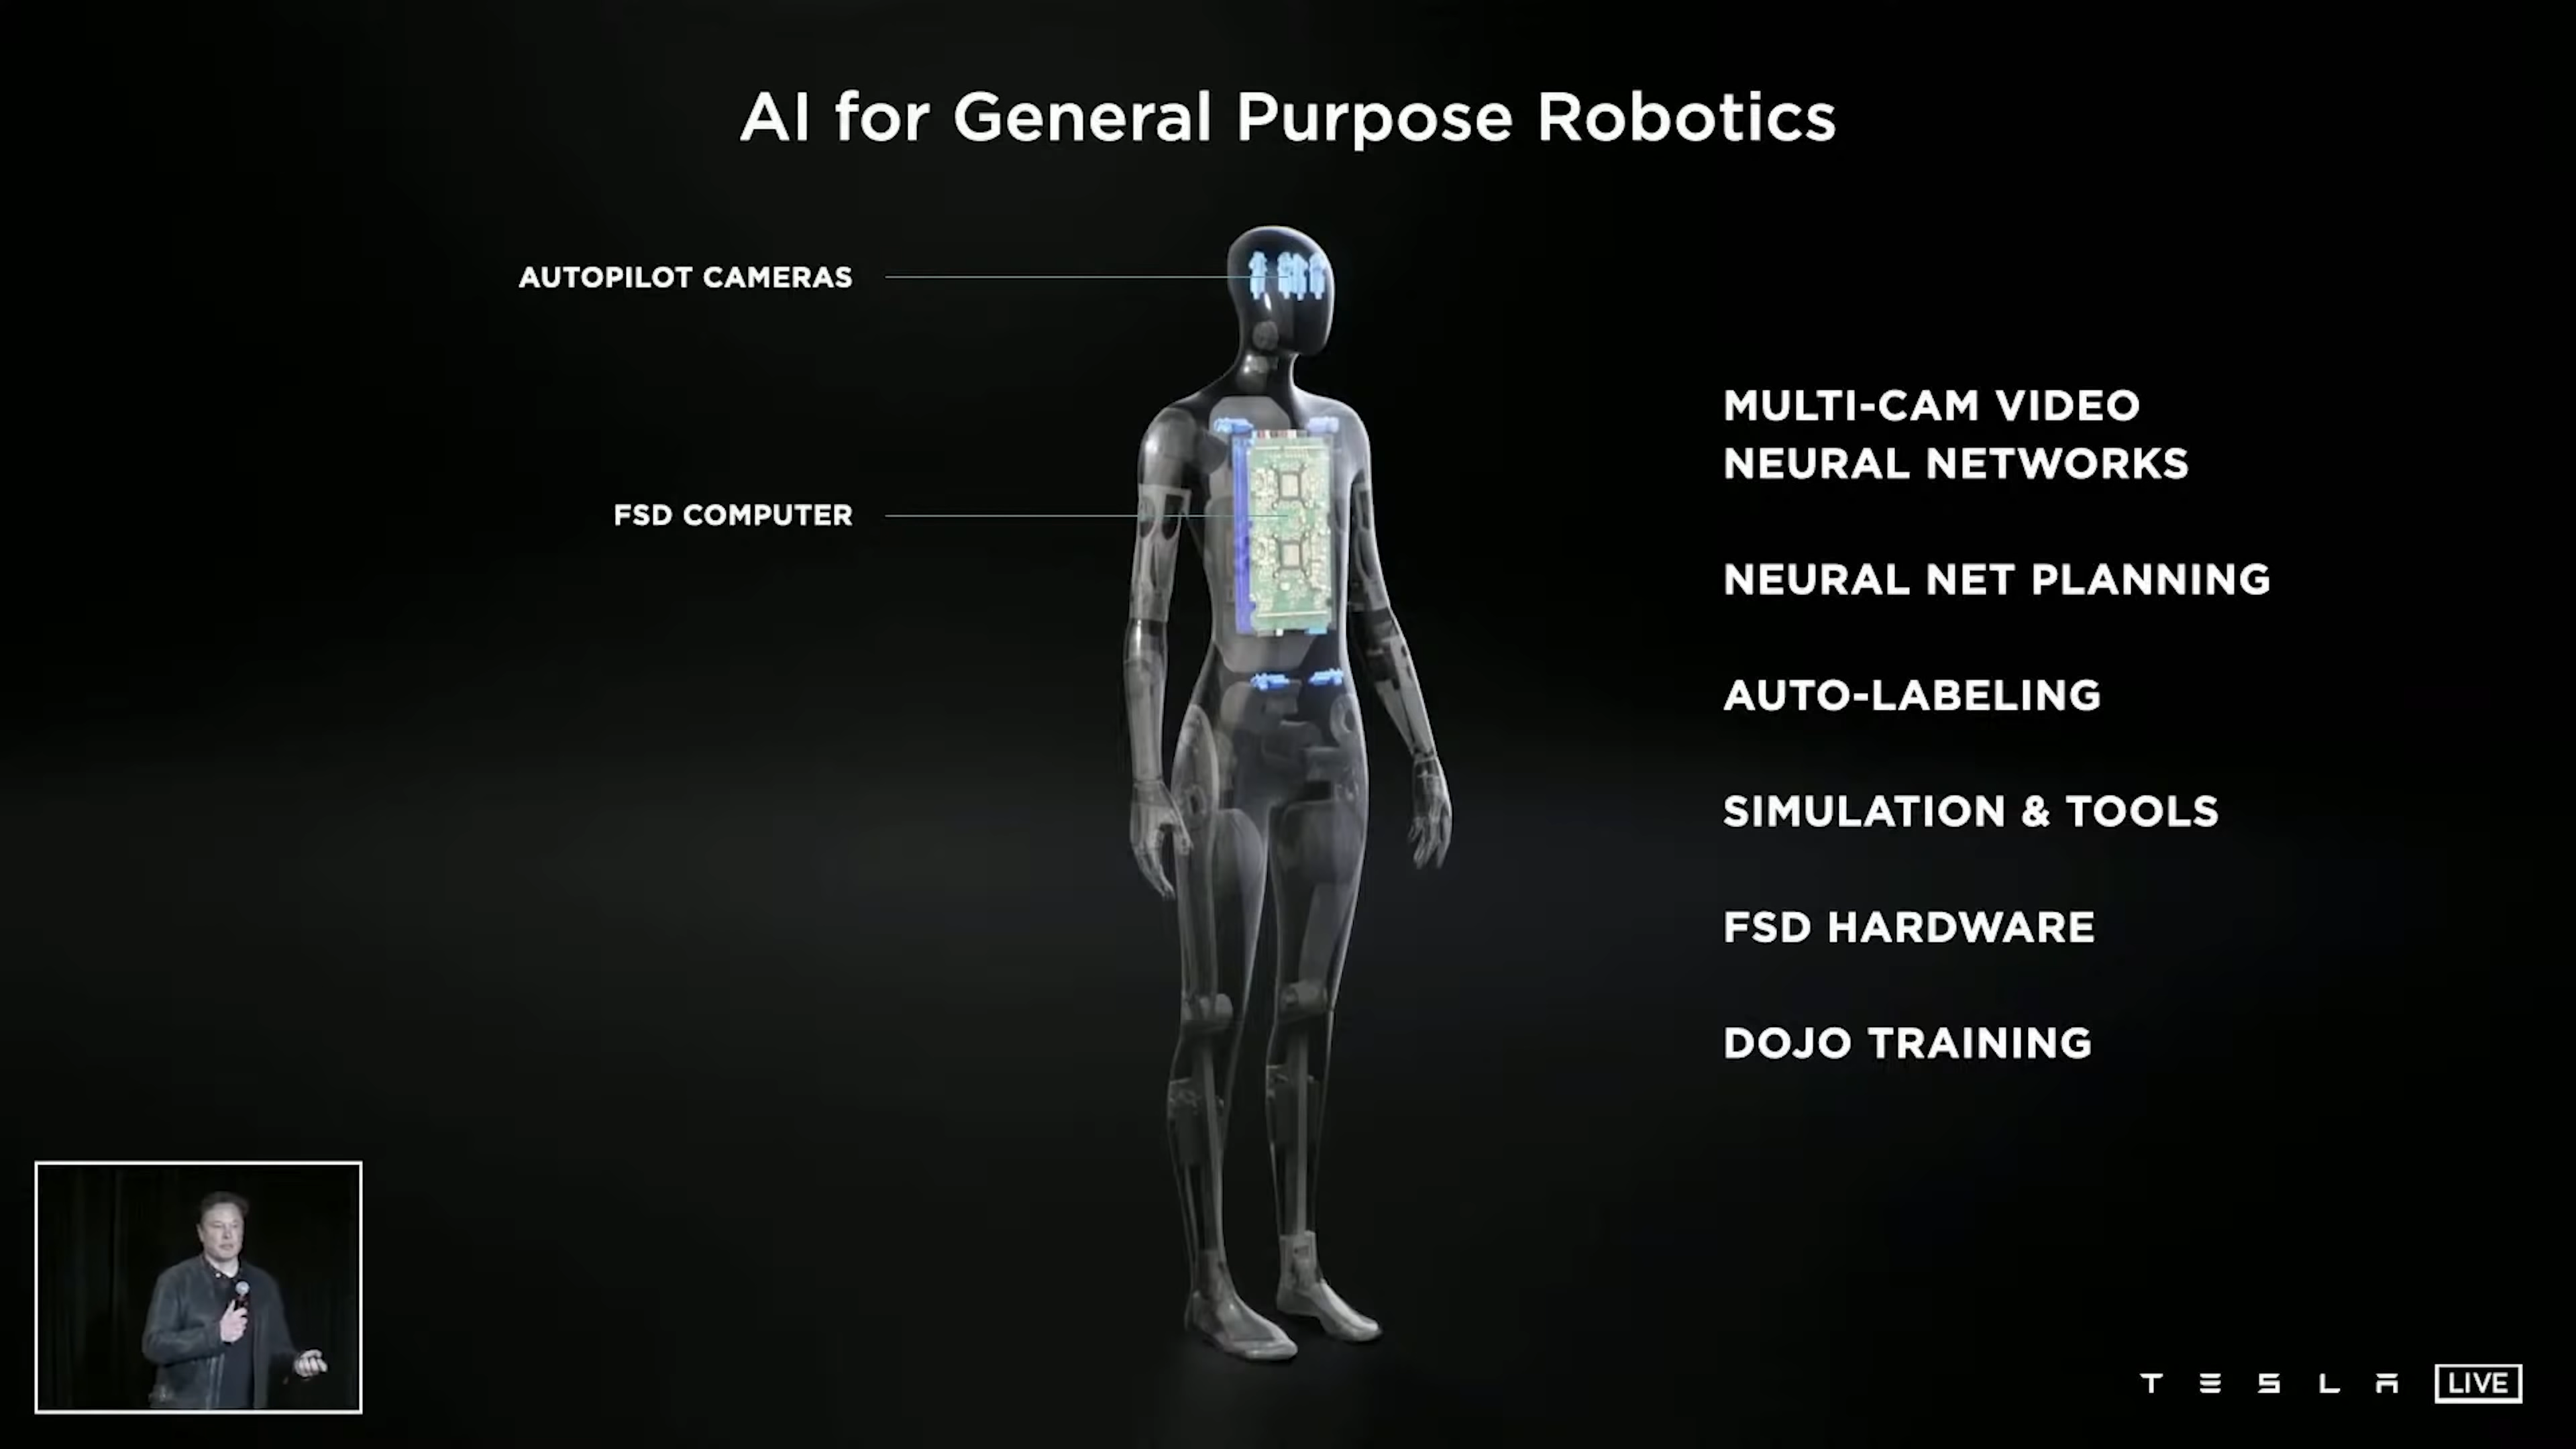 AI for General Purpose Robotics
AUTOPILOT CAMERAS
FSD COMPUTER
MULTI-CAM VIDEO
NEURAL NETWORKS
NEURAL NET PLANNING
AUTO-LABELING
SIMULATION & TOOLS
FSD HARDWARE
DOJO TRAINING
TESLA LIVE